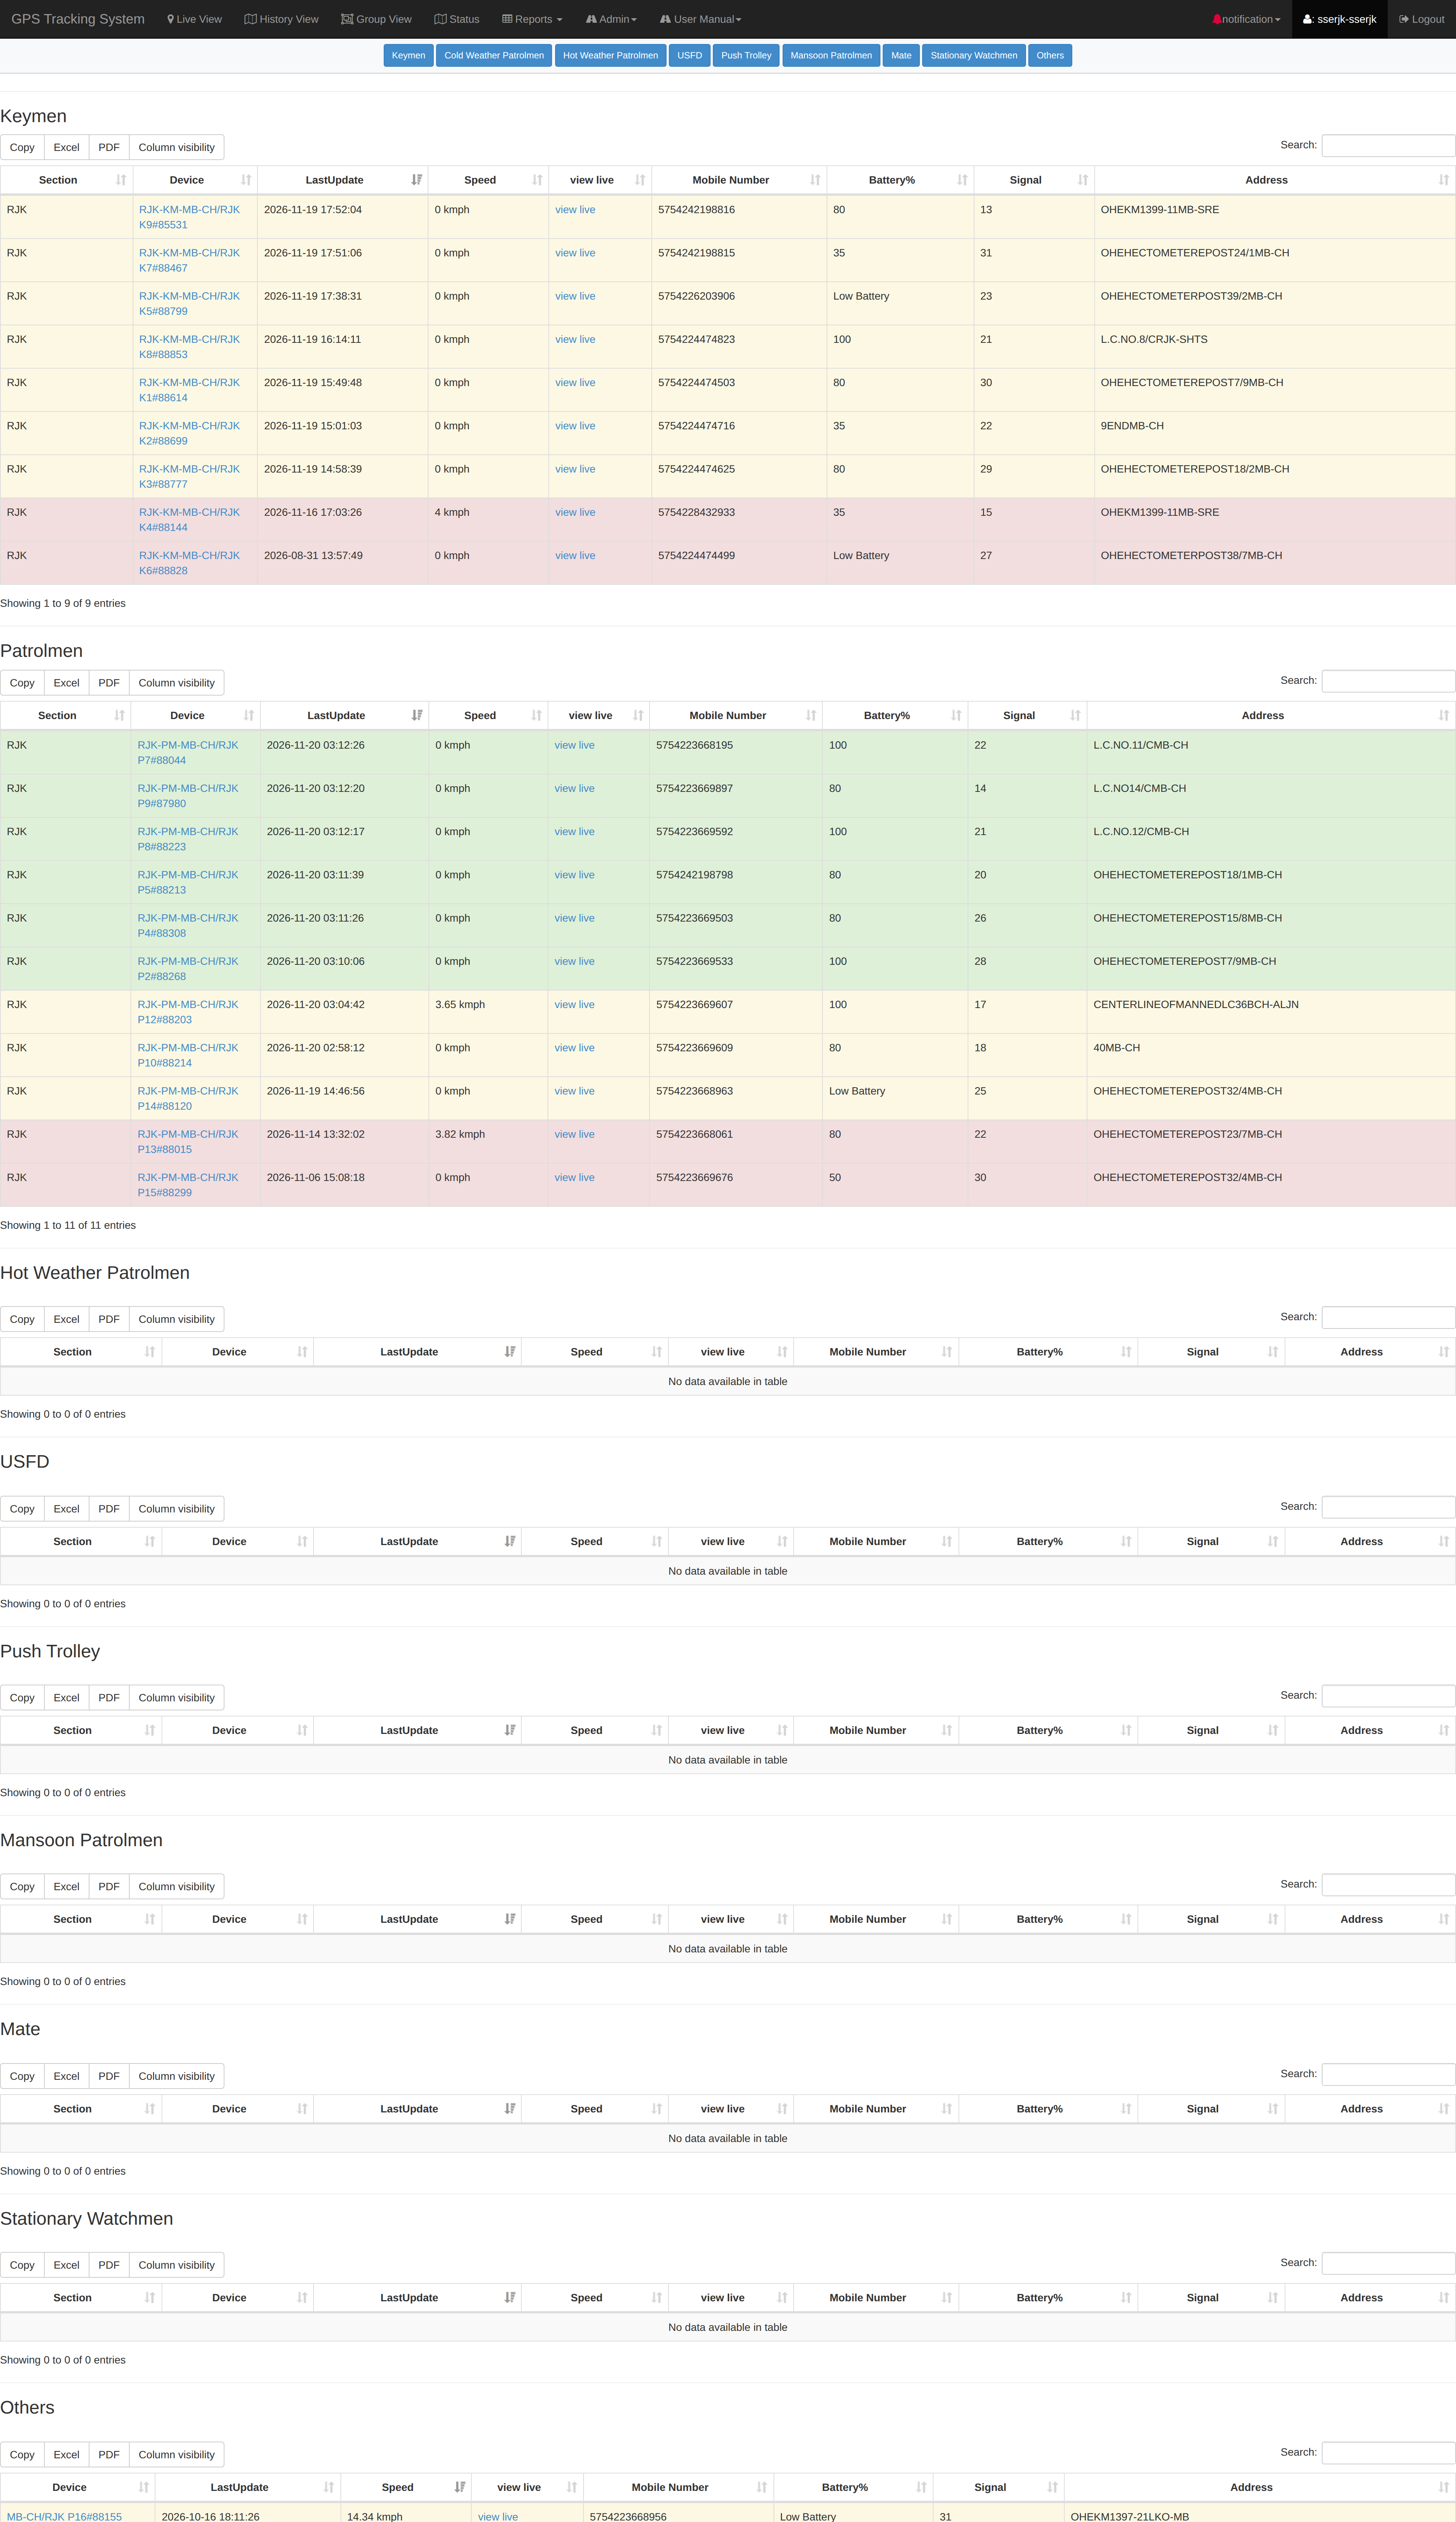 GPS Tracking System Live View History View Group View Status Reports Admin User Manual notification : sserjk-sserjk Logout
Keymen Cold Weather Patrolmen Hot Weather Patrolmen USFD Push Trolley Mansoon Patrolmen Mate Stationary Watchmen Others
Keymen
Copy Excel PDF Column visibility Search:
Section Device LastUpdate Speed view live Mobile Number Battery% Signal Address
RJK RJK-KM-MB-CH/RJK 2026-11-19 17:52:04 0 kmph view live 5754242198816 80 13 OHEKM1399-11MB-SRE
K9#85531
RJK RJK-KM-MB-CH/RJK 2026-11-19 17:51:06 0 kmph view live 5754242198815 35 31 OHEHECTOMETEREPOST24/1MB-CH
K7#88467
RJK RJK-KM-MB-CH/RJK 2026-11-19 17:38:31 0 kmph view live 5754226203906 Low Battery 23 OHEHECTOMETERPOST39/2MB-CH
K5#88799
RJK RJK-KM-MB-CH/RJK 2026-11-19 16:14:11 0 kmph view live 5754224474823 100 21 L.C.NO.8/CRJK-SHTS
K8#88853
RJK RJK-KM-MB-CH/RJK 2026-11-19 15:49:48 0 kmph view live 5754224474503 80 30 OHEHECTOMETEREPOST7/9MB-CH
K1#88614
RJK RJK-KM-MB-CH/RJK 2026-11-19 15:01:03 0 kmph view live 5754224474716 35 22 9ENDMB-CH
K2#88699
RJK RJK-KM-MB-CH/RJK 2026-11-19 14:58:39 0 kmph view live 5754224474625 80 29 OHEHECTOMETEREPOST18/2MB-CH
K3#88777
RJK RJK-KM-MB-CH/RJK 2026-11-16 17:03:26 4 kmph view live 5754228432933 35 15 OHEKM1399-11MB-SRE
K4#88144
RJK RJK-KM-MB-CH/RJK 2026-08-31 13:57:49 0 kmph view live 5754224474499 Low Battery 27 OHEHECTOMETERPOST38/7MB-CH
K6#88828
Showing 1 to 9 of 9 entries
Patrolmen
Copy Excel PDF Column visibility Search:
Section Device LastUpdate Speed view live Mobile Number Battery% Signal Address
RJK RJK-PM-MB-CH/RJK 2026-11-20 03:12:26 0 kmph view live 5754223668195 100 22 L.C.NO.11/CMB-CH
P7#88044
RJK RJK-PM-MB-CH/RJK 2026-11-20 03:12:20 0 kmph view live 5754223669897 80 14 L.C.NO14/CMB-CH
P9#87980
RJK RJK-PM-MB-CH/RJK 2026-11-20 03:12:17 0 kmph view live 5754223669592 100 21 L.C.NO.12/CMB-CH
P8#88223
RJK RJK-PM-MB-CH/RJK 2026-11-20 03:11:39 0 kmph view live 5754242198798 80 20 OHEHECTOMETEREPOST18/1MB-CH
P5#88213
RJK RJK-PM-MB-CH/RJK 2026-11-20 03:11:26 0 kmph view live 5754223669503 80 26 OHEHECTOMETEREPOST15/8MB-CH
P4#88308
RJK RJK-PM-MB-CH/RJK 2026-11-20 03:10:06 0 kmph view live 5754223669533 100 28 OHEHECTOMETEREPOST7/9MB-CH
P2#88268
RJK RJK-PM-MB-CH/RJK 2026-11-20 03:04:42 3.65 kmph view live 5754223669607 100 17 CENTERLINEOFMANNEDLC36BCH-ALJN
P12#88203
RJK RJK-PM-MB-CH/RJK 2026-11-20 02:58:12 0 kmph view live 5754223669609 80 18 40MB-CH
P10#88214
RJK RJK-PM-MB-CH/RJK 2026-11-19 14:46:56 0 kmph view live 5754223668963 Low Battery 25 OHEHECTOMETEREPOST32/4MB-CH
P14#88120
RJK RJK-PM-MB-CH/RJK 2026-11-14 13:32:02 3.82 kmph view live 5754223668061 80 22 OHEHECTOMETEREPOST23/7MB-CH
P13#88015
RJK RJK-PM-MB-CH/RJK 2026-11-06 15:08:18 0 kmph view live 5754223669676 50 30 OHEHECTOMETEREPOST32/4MB-CH
P15#88299
Showing 1 to 11 of 11 entries
Hot Weather Patrolmen
Copy Excel PDF Column visibility Search:
Section Device LastUpdate Speed view live Mobile Number Battery% Signal Address
No data available in table
Showing 0 to 0 of 0 entries
USFD
Copy Excel PDF Column visibility Search:
Section Device LastUpdate Speed view live Mobile Number Battery% Signal Address
No data available in table
Showing 0 to 0 of 0 entries
Push Trolley
Copy Excel PDF Column visibility Search:
Section Device LastUpdate Speed view live Mobile Number Battery% Signal Address
No data available in table
Showing 0 to 0 of 0 entries
Mansoon Patrolmen
Copy Excel PDF Column visibility Search:
Section Device LastUpdate Speed view live Mobile Number Battery% Signal Address
No data available in table
Showing 0 to 0 of 0 entries
Mate
Copy Excel PDF Column visibility Search:
Section Device LastUpdate Speed view live Mobile Number Battery% Signal Address
No data available in table
Showing 0 to 0 of 0 entries
Stationary Watchmen
Copy Excel PDF Column visibility Search:
Section Device LastUpdate Speed view live Mobile Number Battery% Signal Address
No data available in table
Showing 0 to 0 of 0 entries
Others
Copy Excel PDF Column visibility Search:
Device LastUpdate Speed view live Mobile Number Battery% Signal Address
MB-CH/RJK P16#88155 2026-10-16 18:11:26 14.34 kmph view live 5754223668956 Low Battery 31 OHEKM1397-21LKO-MB